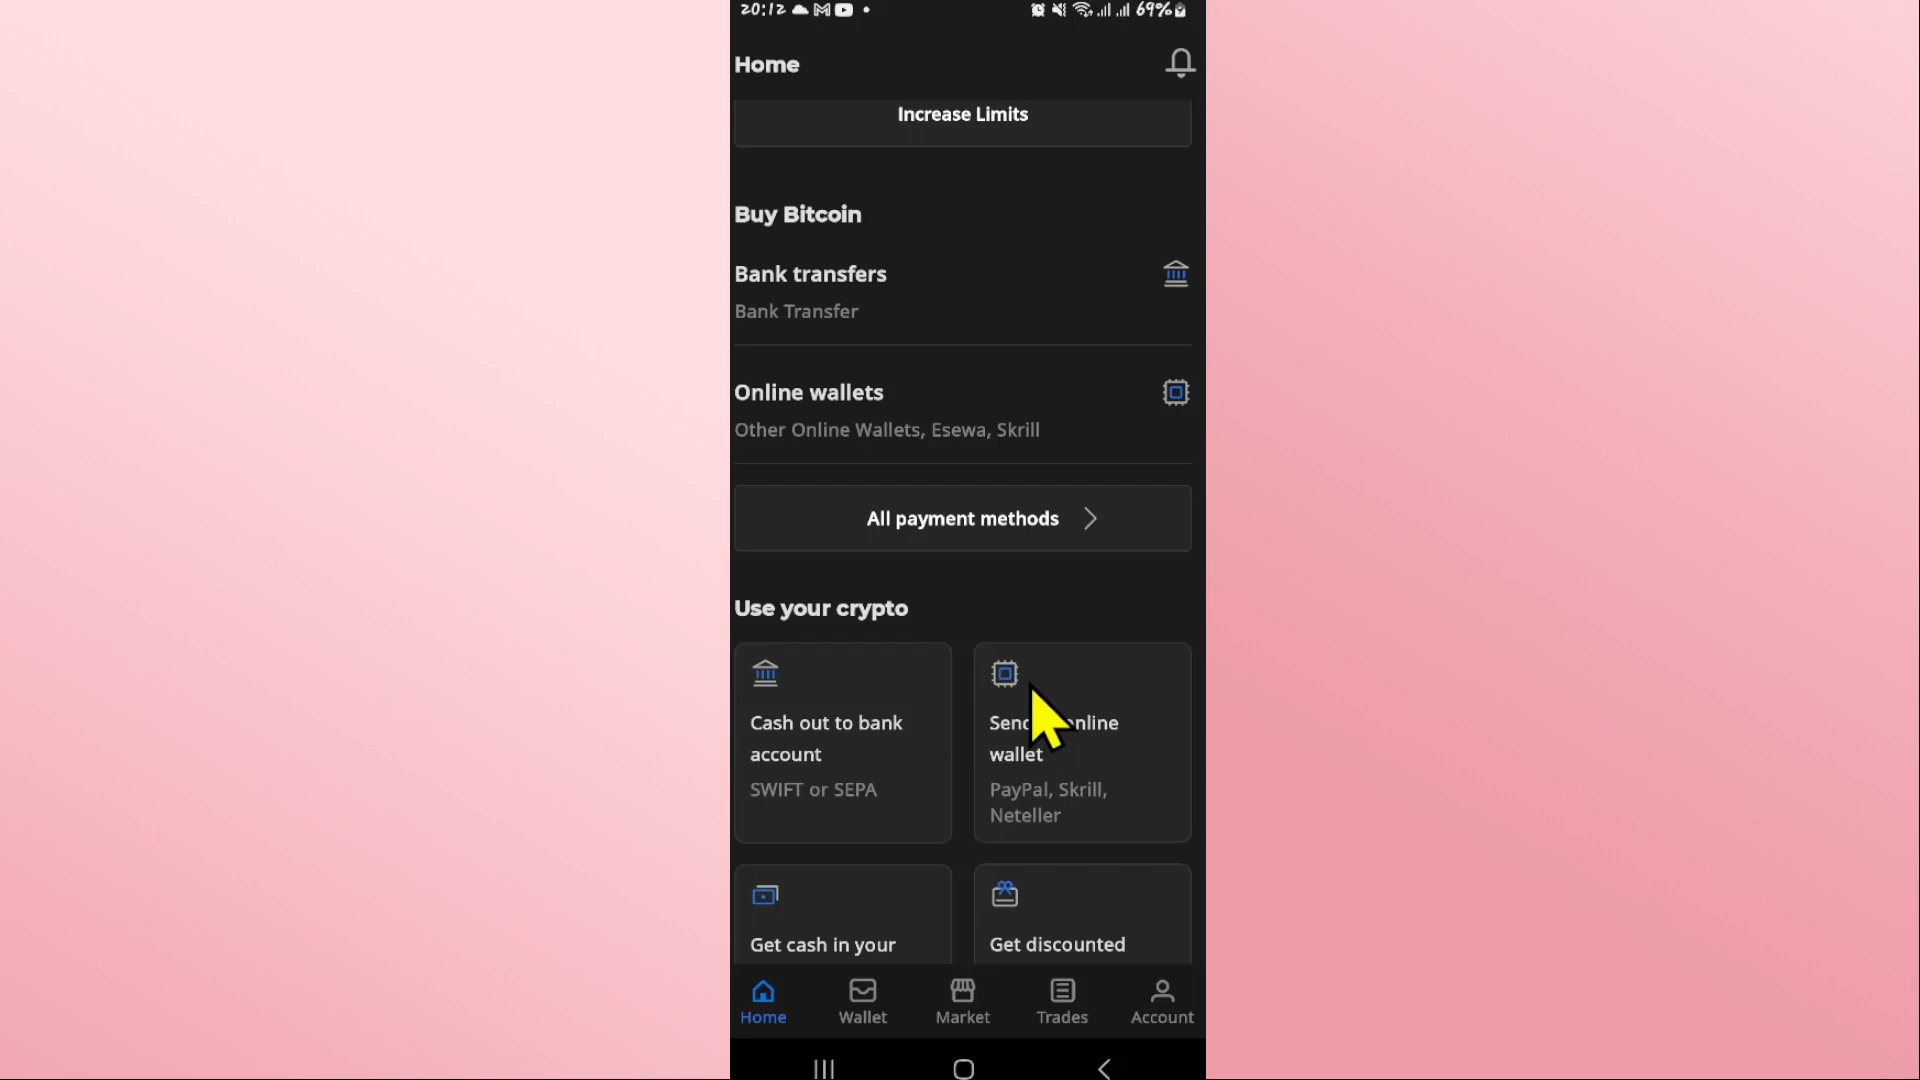 20:12
69%
Home
Increase Limits
Buy Bitcoin
Bank transfers
Bank Transfer
Online wallets
Other Online Wallets, Esewa, Skrill
All payment methods
Use your crypto
Cash out to bank
account
SWIFT or SEPA
Send online
wallet
PayPal, Skrill,
Neteller
Get cash in your
Get discounted
Home
Wallet
Market
Trades
Account